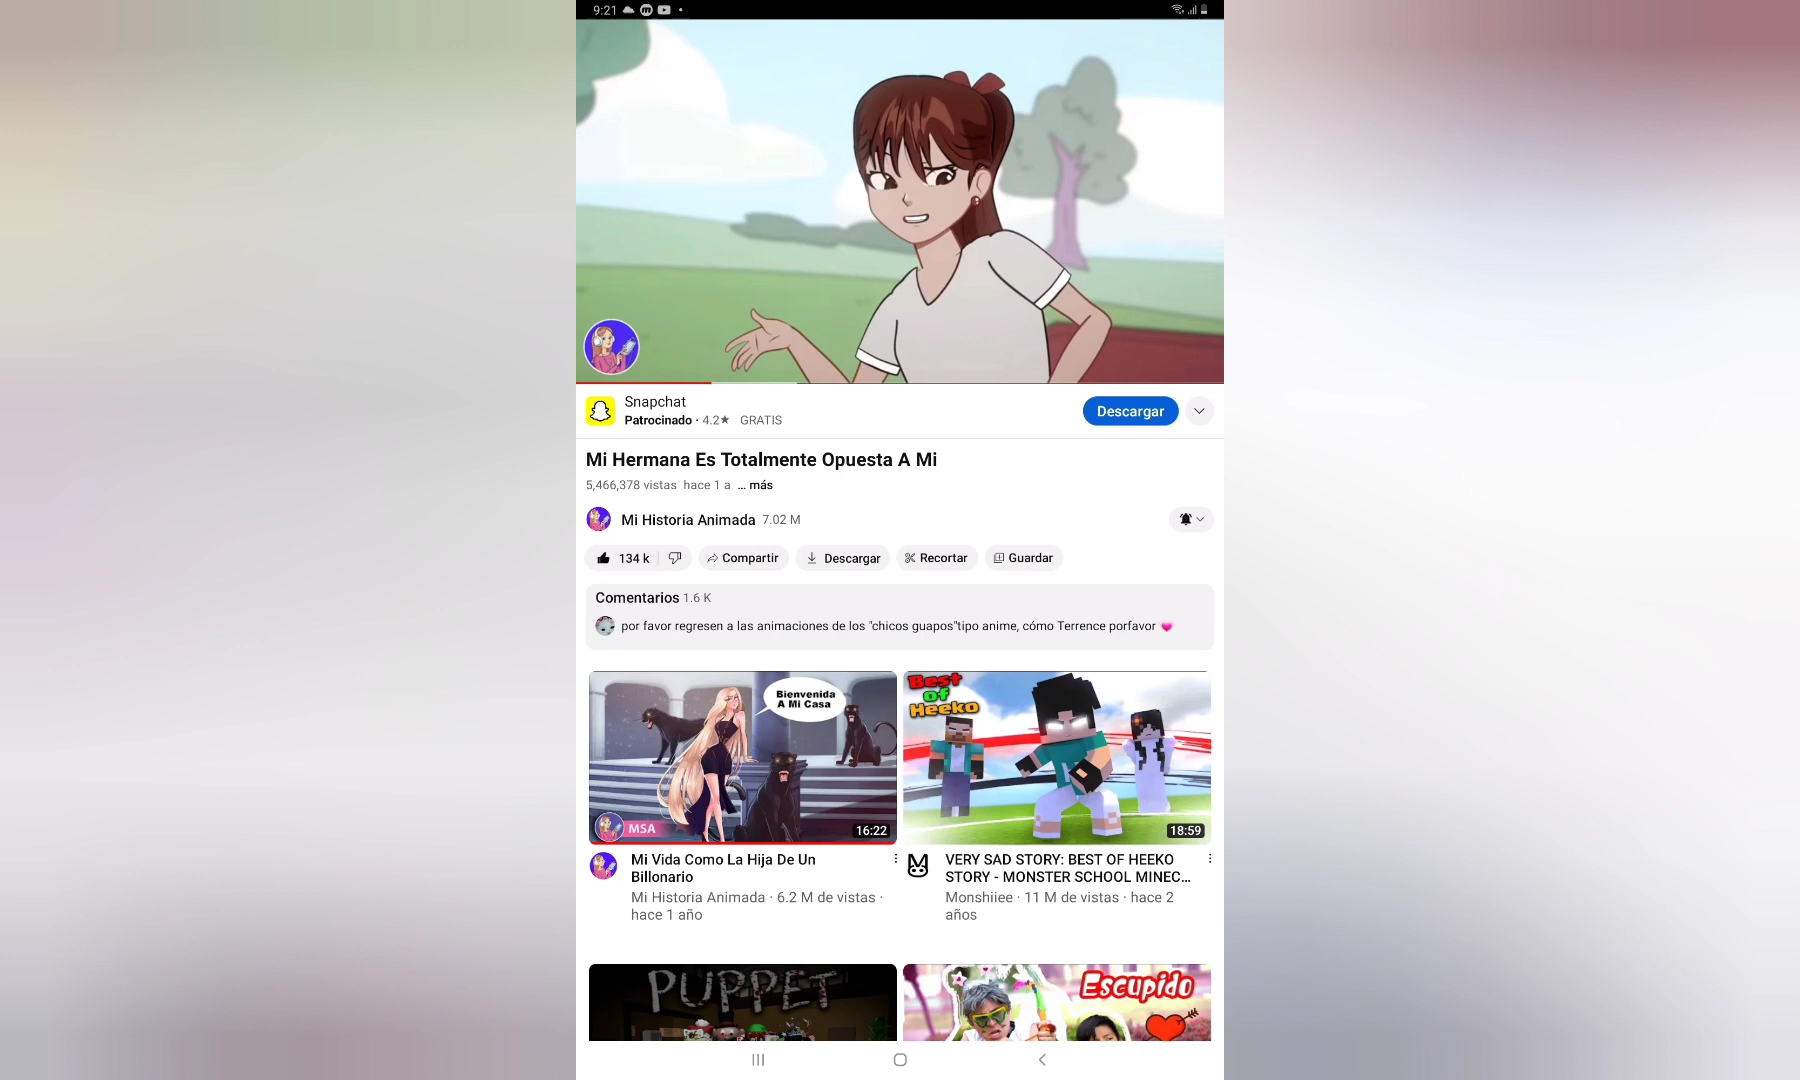 9:21
Snapchat
Patrocinado · 4.2★ GRATIS
Descargar
Mi Hermana Es Totalmente Opuesta A Mi
5,466,378 vistas hace 1 a ... más
Mi Historia Animada 7.02 M
134 k
Compartir
Descargar
Recortar
Guardar
Comentarios 1.6 K
por favor regresen a las animaciones de los "chicos guapos"tipo anime, cómo Terrence porfavor 💗
Bienvenida
A Mi Casa
MSA
16:22
Mi Vida Como La Hija De Un
Billonario
Mi Historia Animada · 6.2 M de vistas ·
hace 1 año
Best
of
Heeko
18:59
VERY SAD STORY: BEST OF HEEKO
STORY - MONSTER SCHOOL MINEC...
Monshiiee · 11 M de vistas · hace 2
años
PUPPET
Escupido